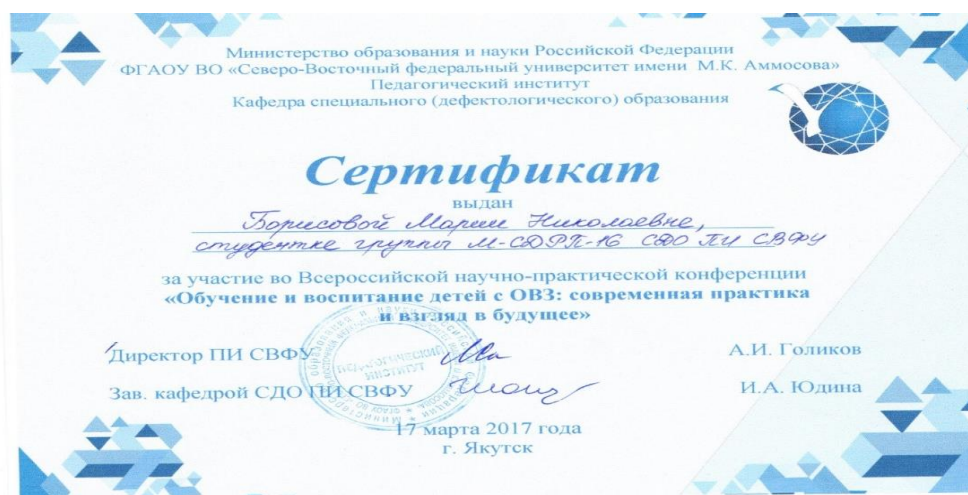 Министерство образования и науки Российской Федерации
ФГАОУ ВО «Северо-Восточный федеральный университет имени М.К. Аммосова»
Педагогический институт
Кафедра специального (дефектологического) образования
Сертификат
выдан
Борисовой Марии Николаевне,
студентке группы М-СДРП-16 СДО ПИ СВФУ
за участие во Всероссийской научно-практической конференции
«Обучение и воспитание детей с ОВЗ: современная практика
и взгляд в будущее»
Директор ПИ СВФУ А.И. Голиков
Зав. кафедрой СДО ПИ СВФУ И.А. Юдина
17 марта 2017 года
г. Якутск